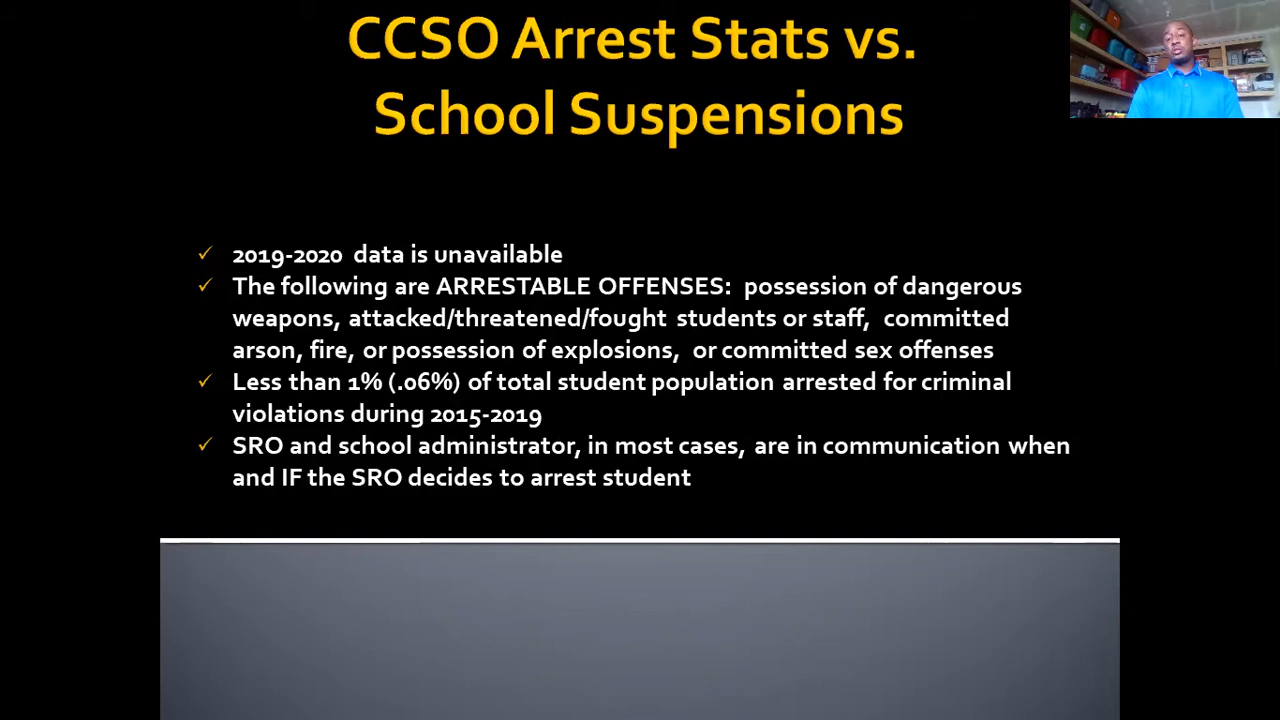 CCSO Arrest Stats vs.
School Suspensions
✓ 2019-2020 data is unavailable
✓ The following are ARRESTABLE OFFENSES: possession of dangerous
weapons, attacked/threatened/fought students or staff, committed
arson, fire, or possession of explosions, or committed sex offenses
✓ Less than 1% (.06%) of total student population arrested for criminal
violations during 2015-2019
✓ SRO and school administrator, in most cases, are in communication when
and IF the SRO decides to arrest student